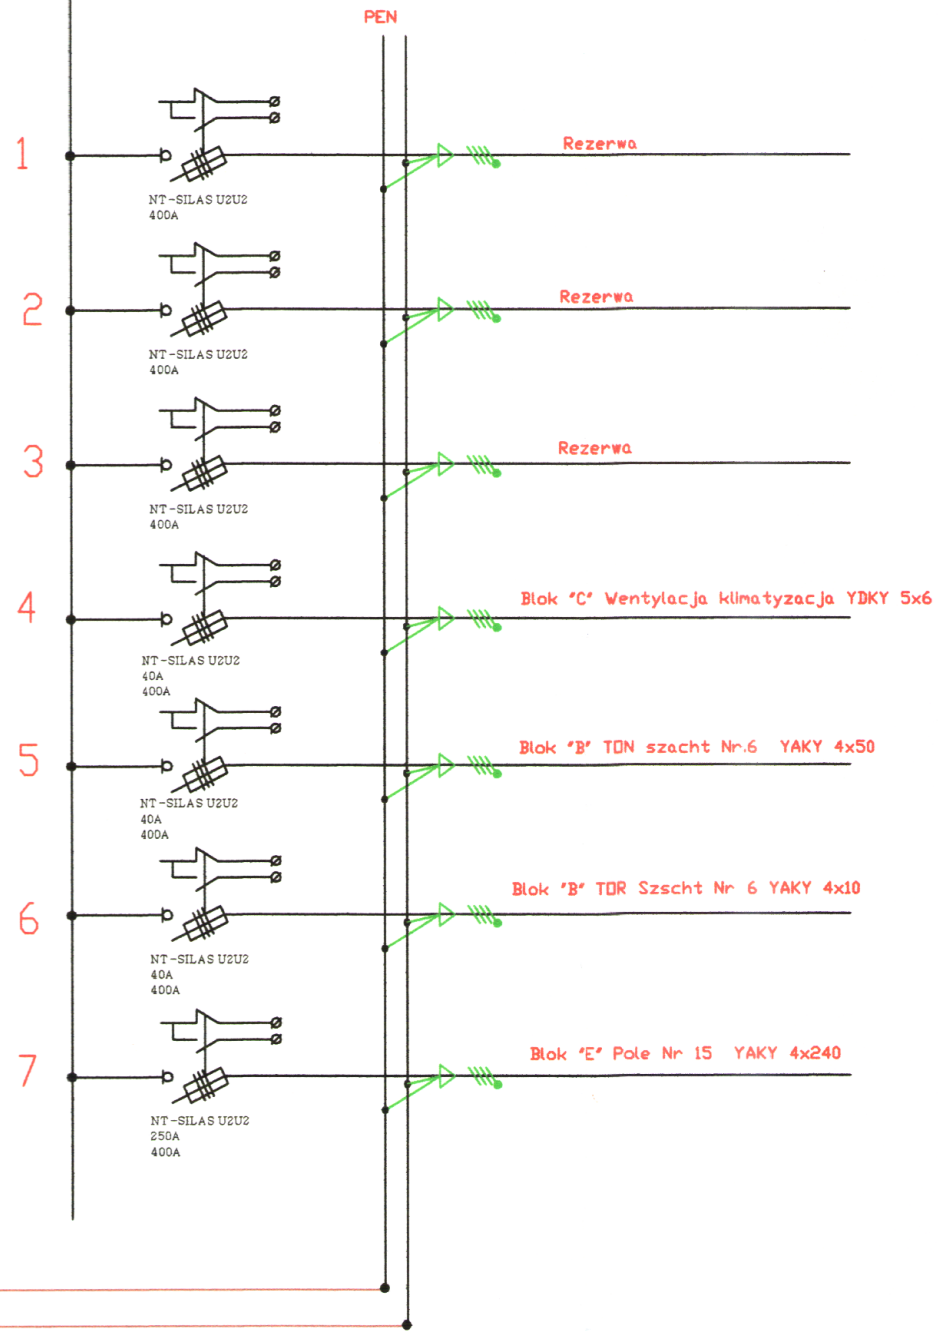 PEN
1
Rezerwa
NT-SILAS U2U2
400A
2
Rezerwa
NT-SILAS U2U2
400A
3
Rezerwa
NT-SILAS U2U2
400A
4
Blok "C" Wentylacja klimatyzacja YDKY 5x6
NT-SILAS U2U2
40A
400A
5
Blok "B" TON szacht Nr.6 YAKY 4x50
NT-SILAS U2U2
40A
400A
6
Blok "B" TOR Szscht Nr 6 YAKY 4x10
NT-SILAS U2U2
40A
400A
7
Blok "E" Pole Nr 15 YAKY 4x240
NT-SILAS U2U2
250A
400A